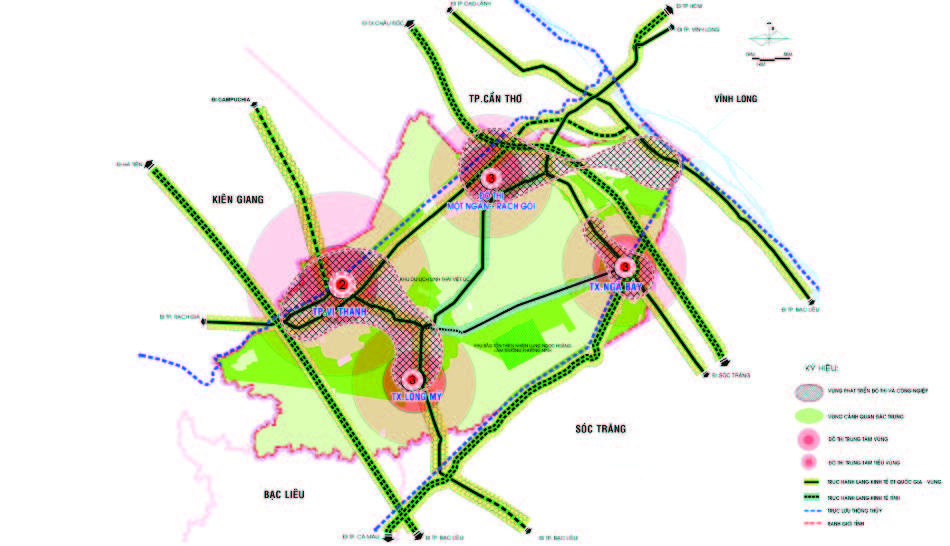 ĐI TP.CAO LÃNH
ĐI TP.HCM
ĐI TX.CHÂU ĐỐC
ĐI TP. VĨNH LONG
TP.CẦN THƠ
VĨNH LONG
ĐI CAMPUCHIA
ĐI HÀ TIÊN
KIÊN GIANG
3
ĐÔ THỊ
MỘT NGÀN- RẠCH GÒI
3
TX.NGÃ BẢY
KHU DU LỊCH SINH THÁI VIỆT ÚC
2
TP.VỊ THANH
ĐI TP. RẠCH GIÁ
ĐI TP. BẠC LIÊU
KHU BẢO TỒN THIÊN NHIÊN LUNG NGỌC HOÀNG
LÂM TRƯỜNG PHƯƠNG NINH
ĐI SÓC TRĂNG
3
TX.LONG MỸ
SÓC TRĂNG
BẠC LIÊU
ĐI TP. CÀ MAU
ĐI TP. BẠC LIÊU
ĐI TP. BẠC LIÊU
KÝ HIỆU:
VÙNG PHÁT TRIỂN ĐÔ THỊ VÀ CÔNG NGHIỆP
VÙNG CẢNH QUAN ĐẶC TRƯNG
ĐÔ THỊ TRUNG TÂM VÙNG
ĐÔ THỊ TRUNG TÂM TIỂU VÙNG
TRỤC HÀNH LANG KINH TẾ ĐT QUỐC GIA - VÙNG
TRỤC HÀNH LANG KINH TẾ TỈNH
TRỤC LƯU THÔNG THỦY
RANH GIỚI TỈNH